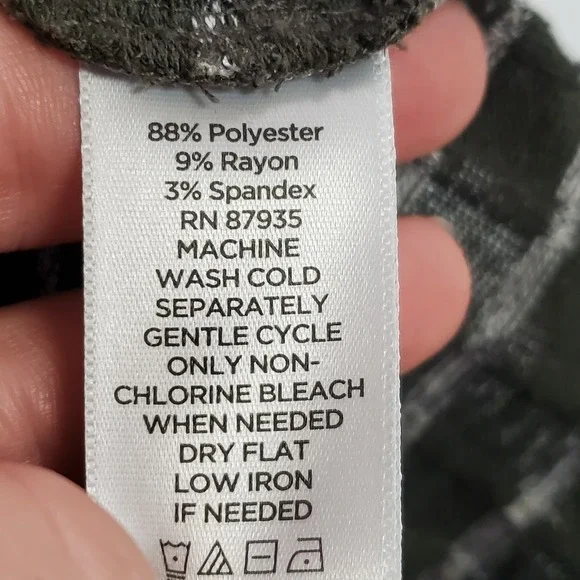 88% Polyester
9% Rayon
3% Spandex
RN 87935
MACHINE
WASH COLD
SEPARATELY
GENTLE CYCLE
ONLY NON-
CHLORINE BLEACH
WHEN NEEDED
DRY FLAT
LOW IRON
IF NEEDED